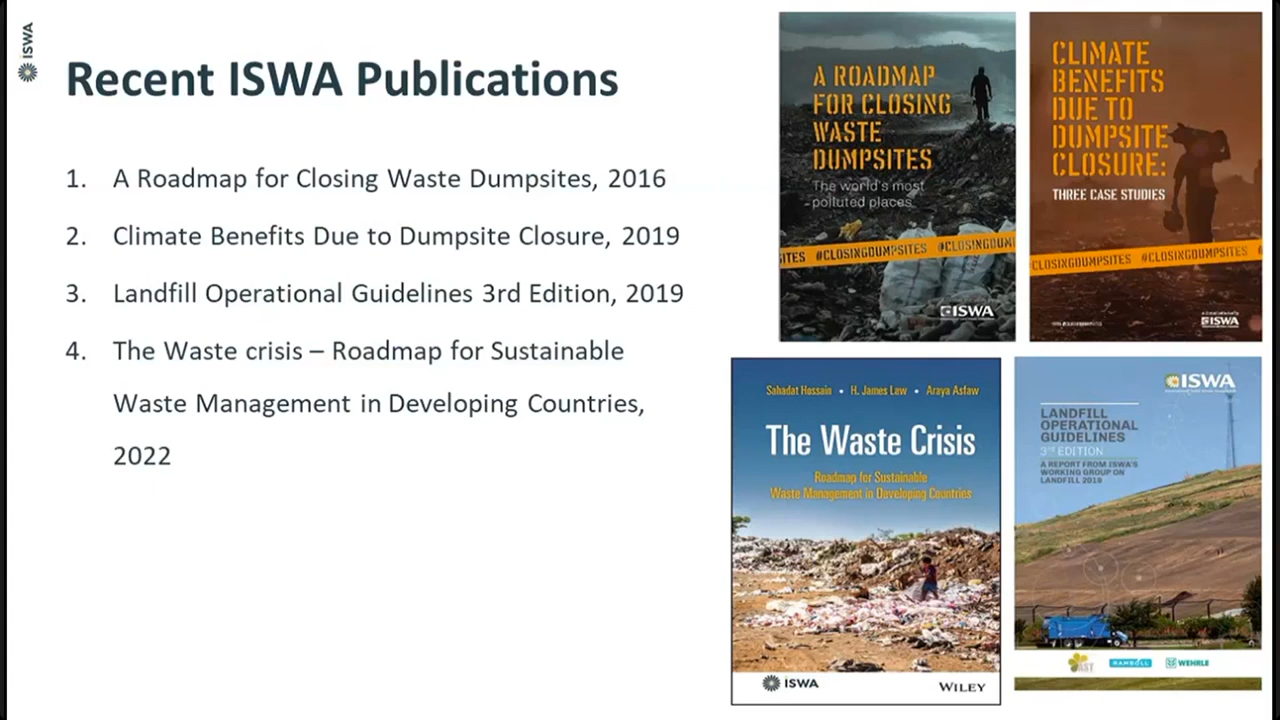 ISWA
Recent ISWA Publications
1. A Roadmap for Closing Waste Dumpsites, 2016
2. Climate Benefits Due to Dumpsite Closure, 2019
3. Landfill Operational Guidelines 3rd Edition, 2019
4. The Waste crisis – Roadmap for Sustainable
Waste Management in Developing Countries,
2022
A ROADMAP
FOR CLOSING
WASTE
DUMPSITES
The world's most
polluted places
ITES #CLOSINGDUMPSITES #CLOSINGDUM
ISWA
CLIMATE
BENEFITS
DUE TO
DUMPSITE
CLOSURE:
THREE CASE STUDIES
CLOSINGDUMPSITES #CLOSINGDUMPSITES
ISWA
Sahadat Hossain • H. James Law • Araya Asfaw
The Waste Crisis
Roadmap for Sustainable
Waste Management in Developing Countries
ISWA
WILEY
ISWA
LANDFILL
OPERATIONAL
GUIDELINES
3RD EDITION
A REPORT FROM ISWA'S
WORKING GROUP ON
LANDFILL 2019
RAMBOLL
WEHRLE